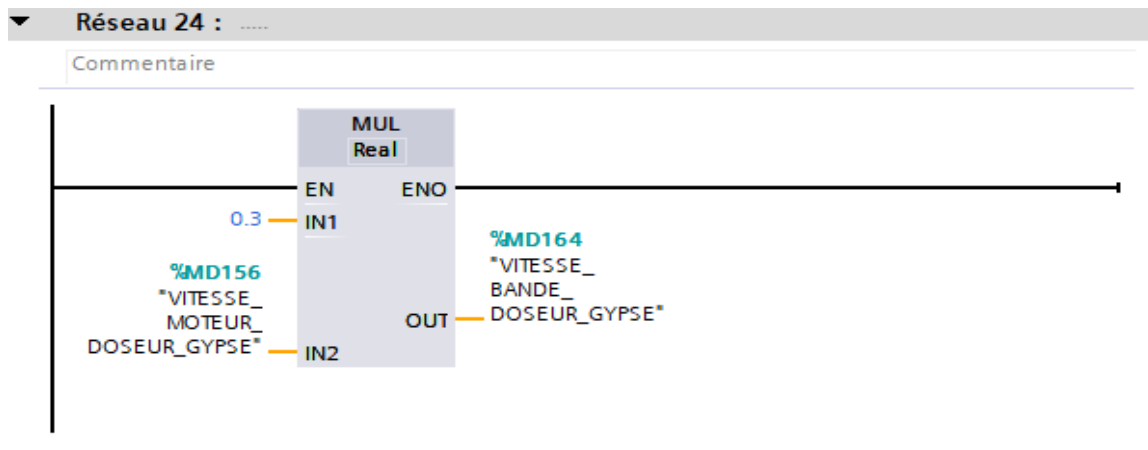 Réseau 24 : .....
Commentaire
MUL
Real
EN ENO
0.3 IN1
%MD164
"VITESSE_
BANDE_
DOSEUR_GYPSE"
%MD156
"VITESSE_
MOTEUR_
DOSEUR_GYPSE"
OUT
IN2